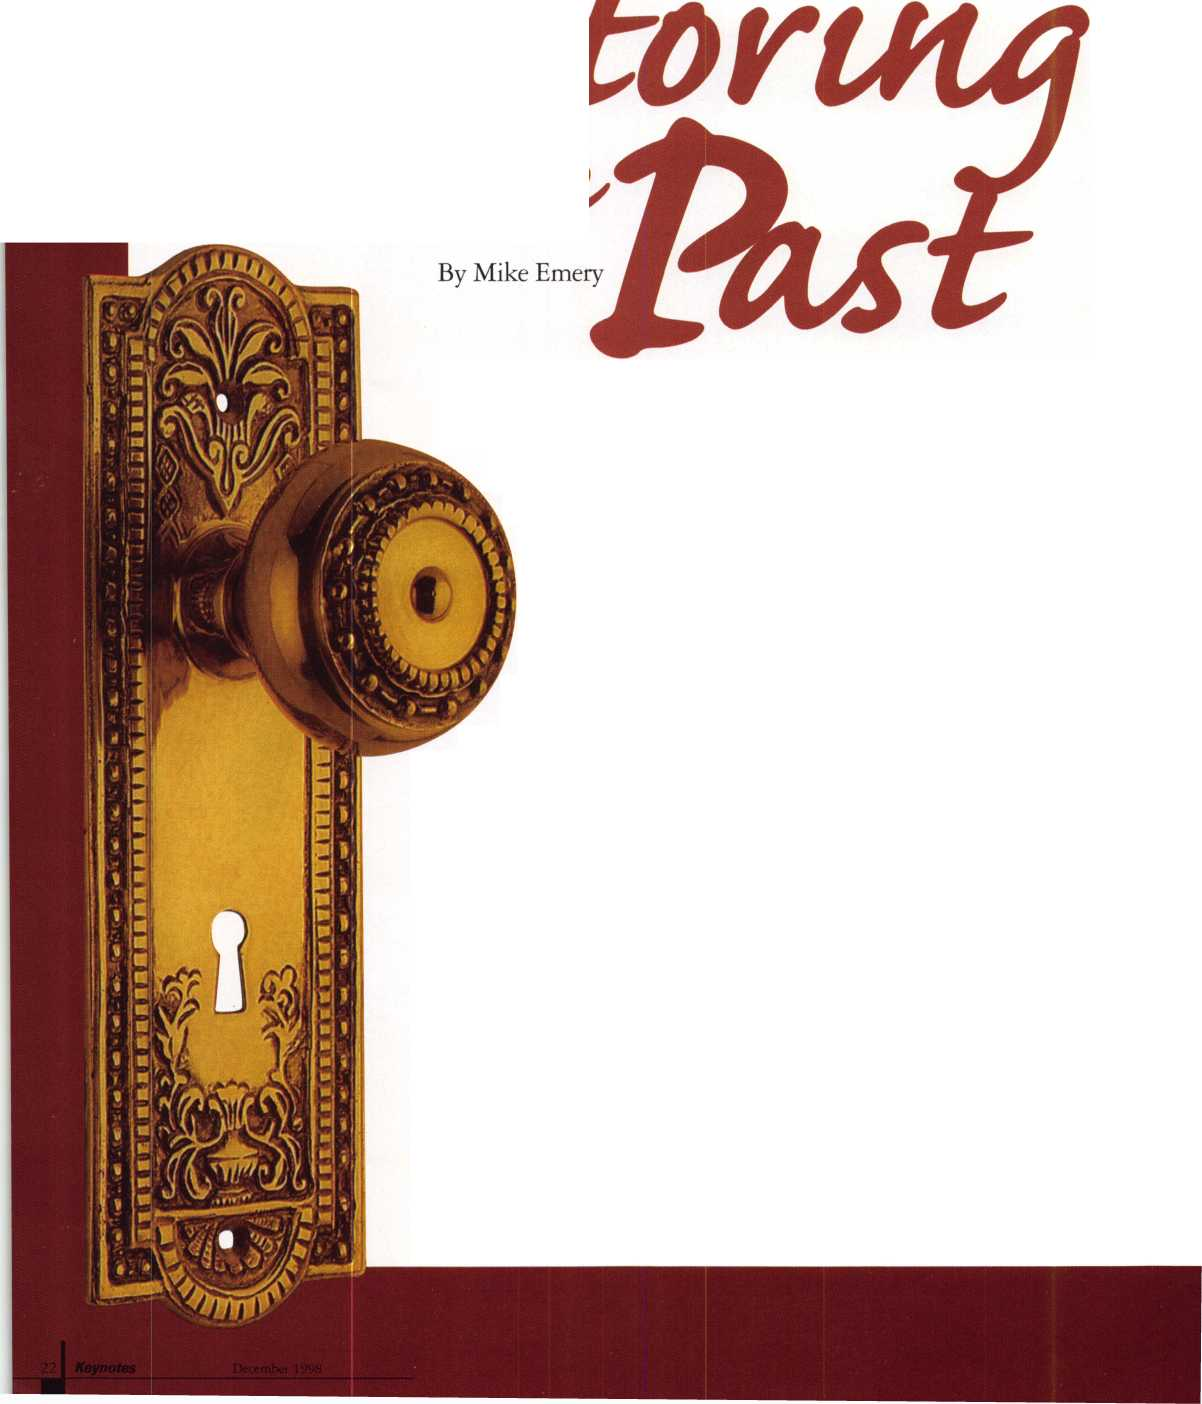 toring
Past
By Mike Emery
22 Keynotes December 1998